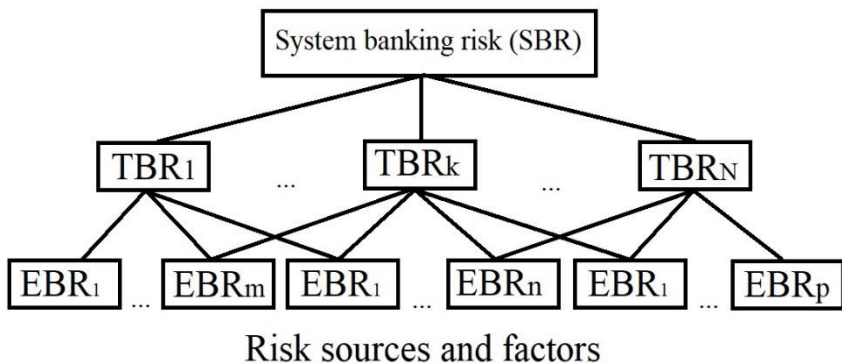 System banking risk (SBR)
TBR1 ... TBRk ... TBRN
EBR1 ... EBRm EBR1 ... EBRn EBR1 ... EBRp
Risk sources and factors